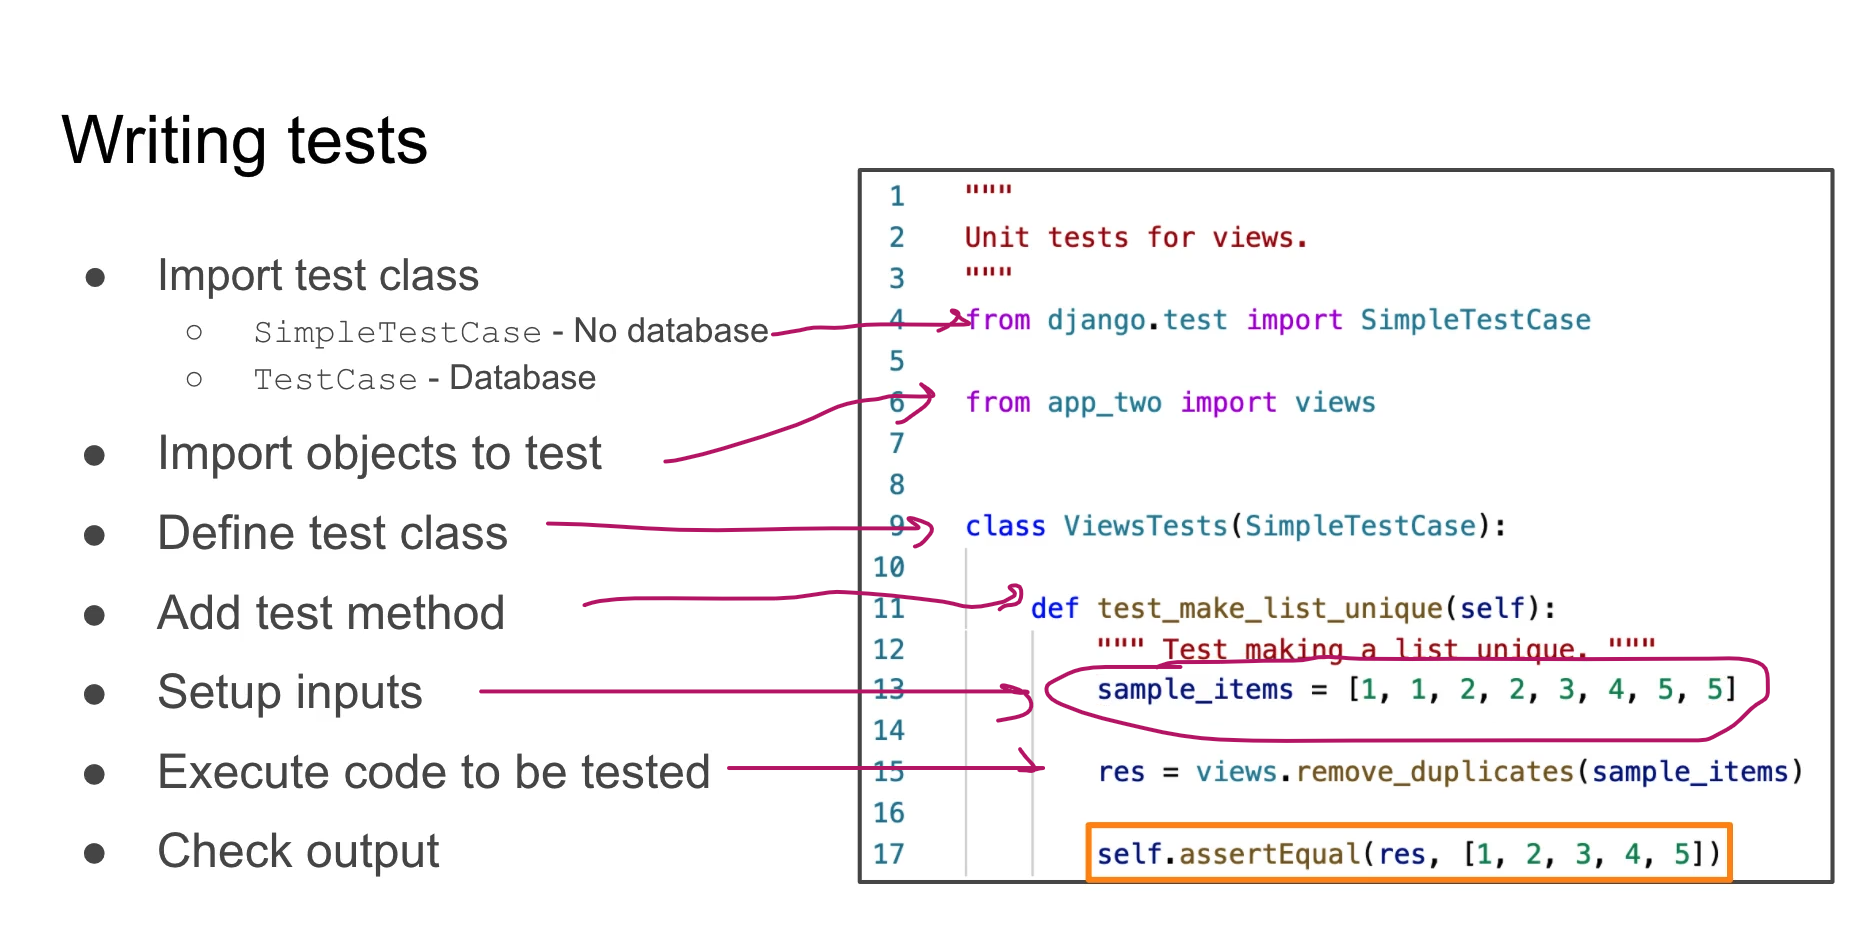 Writing tests
● Import test class
○ SimpleTestCase - No database
○ TestCase - Database
● Import objects to test
● Define test class
● Add test method
● Setup inputs
● Execute code to be tested
● Check output
1 """
2 Unit tests for views.
3 """
4 from django.test import SimpleTestCase
5
6 from app_two import views
7
8
9 class ViewsTests(SimpleTestCase):
10
11 def test_make_list_unique(self):
12 """ Test making a list unique. """
13 sample_items = [1, 1, 2, 2, 3, 4, 5, 5]
14
15 res = views.remove_duplicates(sample_items)
16
17 self.assertEqual(res, [1, 2, 3, 4, 5])